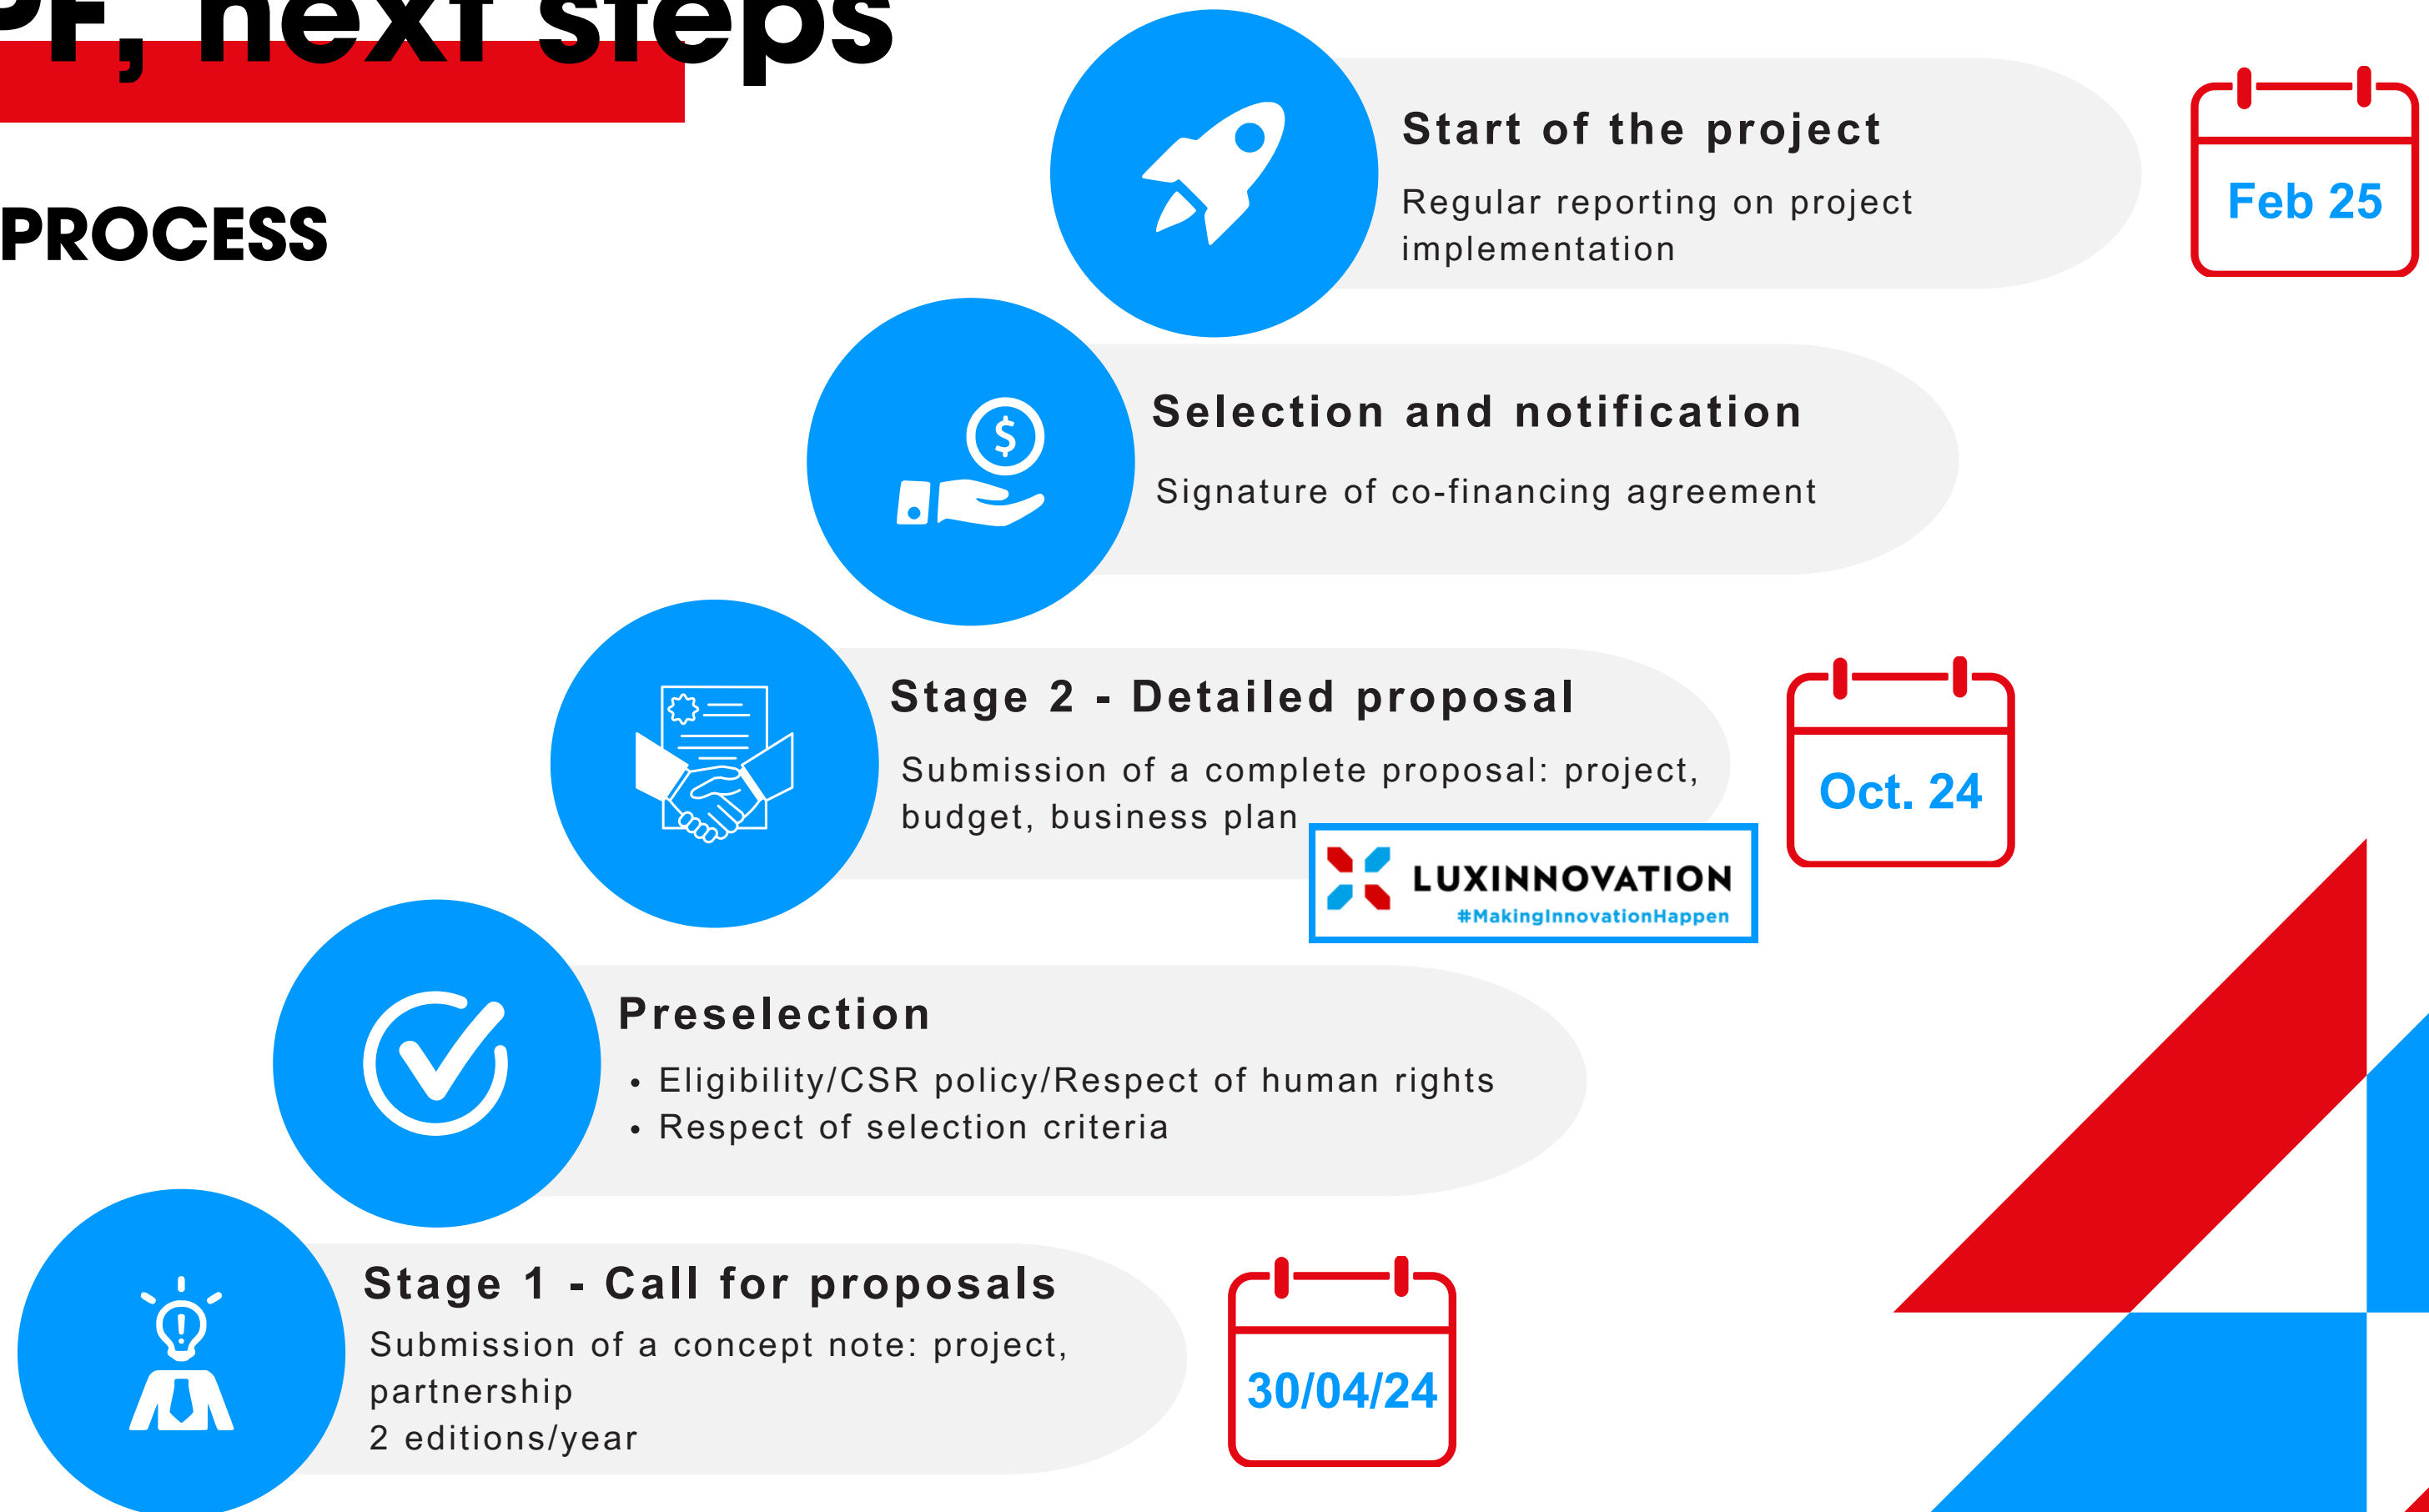 PF, next steps
PROCESS
Start of the project
Regular reporting on project
implementation
Feb 25
Selection and notification
Signature of co-financing agreement
Stage 2 - Detailed proposal
Submission of a complete proposal: project,
budget, business plan
Oct. 24
LUXINNOVATION
#MakingInnovationHappen
Preselection
• Eligibility/CSR policy/Respect of human rights
• Respect of selection criteria
Stage 1 - Call for proposals
Submission of a concept note: project,
partnership
2 editions/year
30/04/24